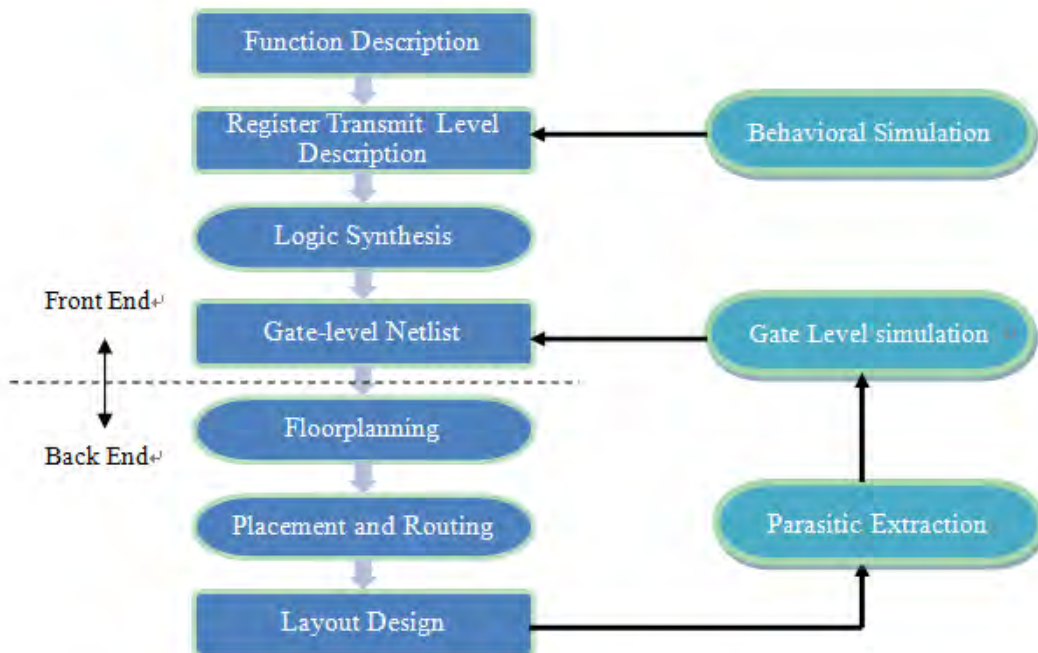 Function Description
Register Transmit Level
Description
Behavioral Simulation
Logic Synthesis
Front End↵
Gate-level Netlist
Gate Level simulation
Floorplanning
Back End↵
Placement and Routing
Parasitic Extraction
Layout Design